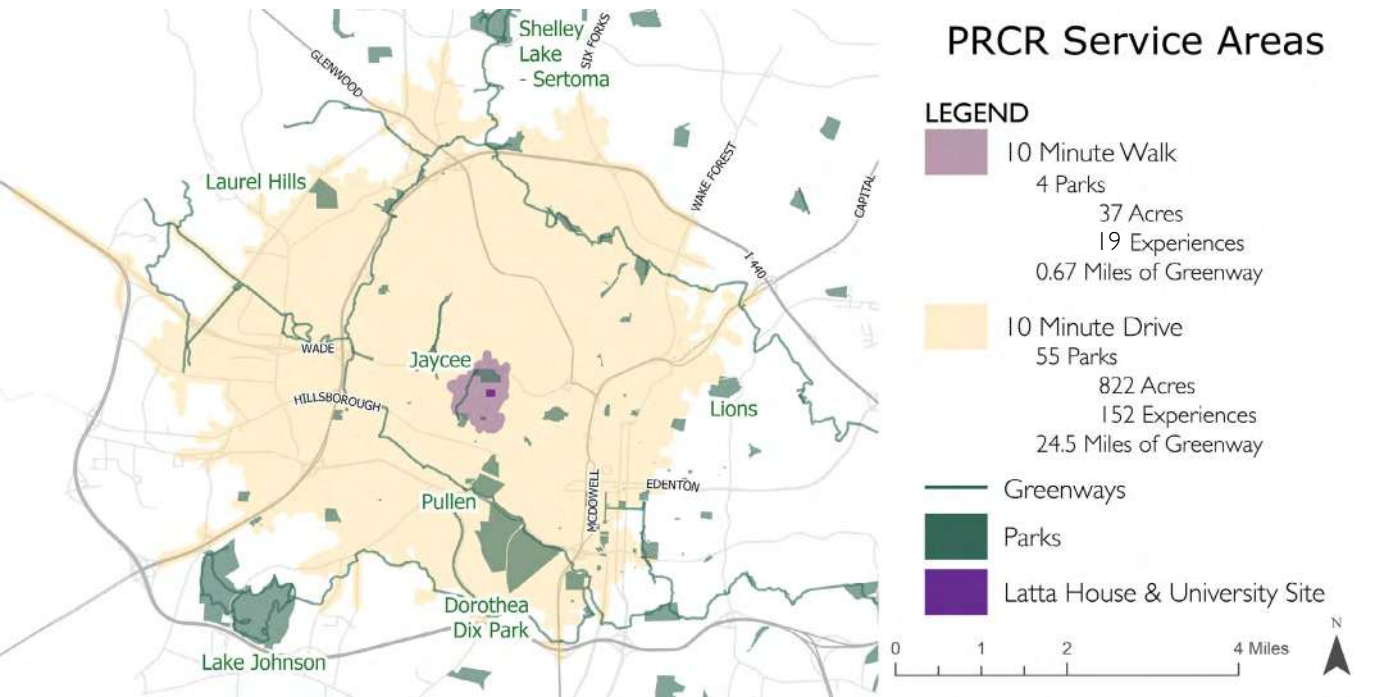 Shelley
Lake
- Sertoma
SIX FORKS
GLENWOOD
Laurel Hills
WAKE FOREST
CAPITAL
I-440
WADE
Jaycee
HILLSBOROUGH
Lions
Pullen
MCDOWELL
EDENTON
Dorothea
Dix Park
Lake Johnson
PRCR Service Areas
LEGEND
10 Minute Walk
4 Parks
37 Acres
19 Experiences
0.67 Miles of Greenway
10 Minute Drive
55 Parks
822 Acres
152 Experiences
24.5 Miles of Greenway
Greenways
Parks
Latta House & University Site
N
0 1 2 4 Miles